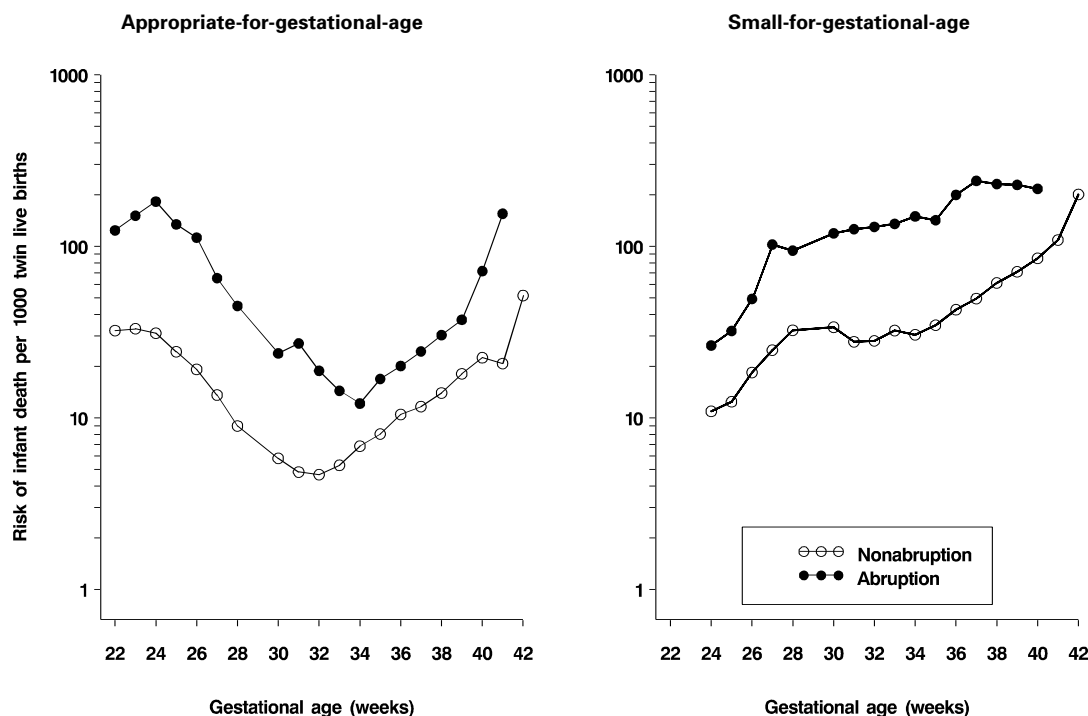 Appropriate-for-gestational-age
Small-for-gestational-age
Risk of infant death per 1000 twin live births
1000
100
10
1
22 24 26 28 30 32 34 36 38 40 42
Gestational age (weeks)
1000
100
10
1
Nonabruption
Abruption
22 24 26 28 30 32 34 36 38 40 42
Gestational age (weeks)